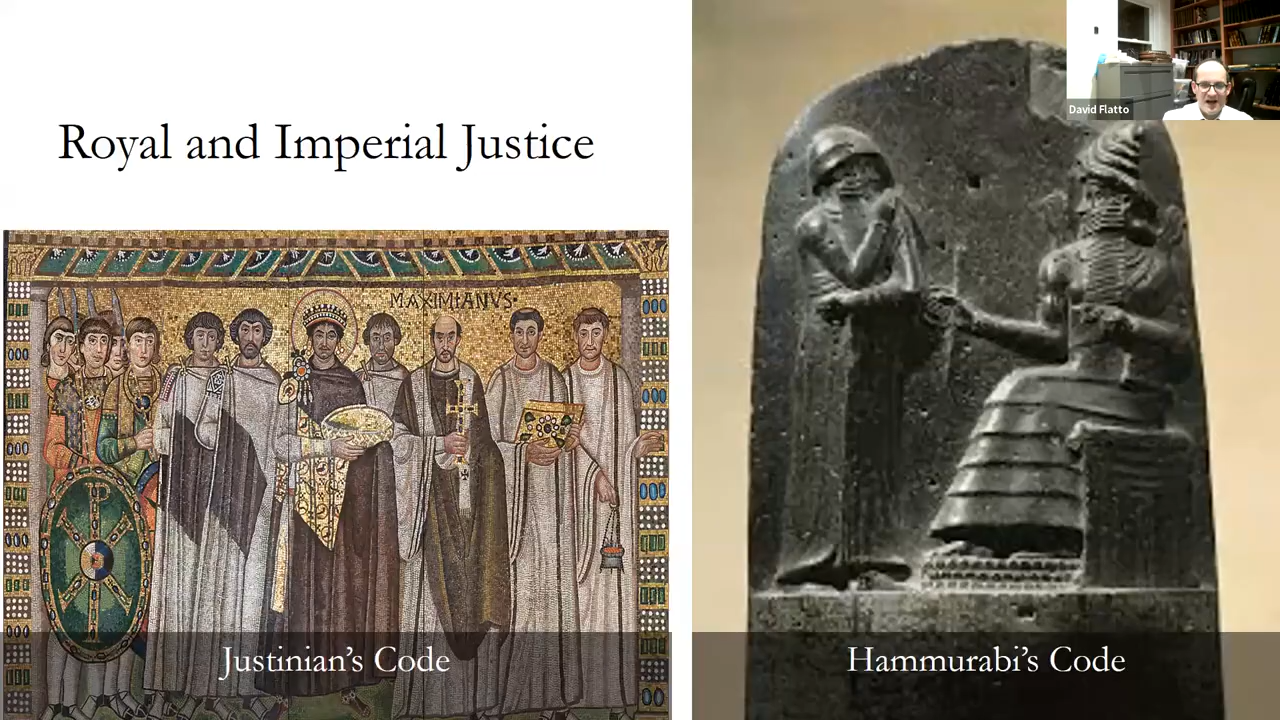 Royal and Imperial Justice
MAXIMIANVS
Justinian's Code
David Flatto
Hammurabi's Code